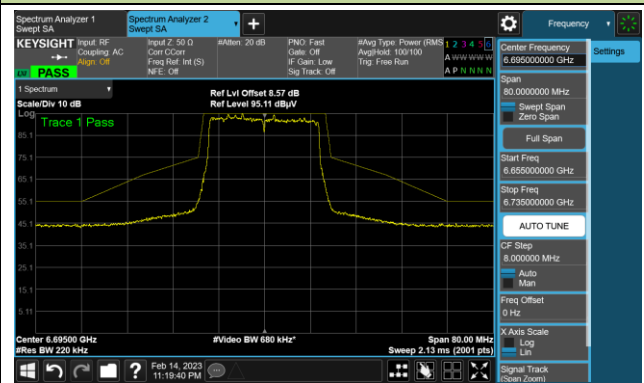 Spectrum Analyzer 1
Swept SA
Spectrum Analyzer 2
Swept SA
Frequency
KEYSIGHT
Input: RF
Coupling: AC
Align: Off
Input Z: 50 Ω
Corr CCorr
Freq Ref: Int (S)
NFE: Off
#Atten: 20 dB
PNO: Fast
Gate: Off
IF Gain: Low
Sig Track: Off
#Avg Type: Power (RMS
Avg|Hold: 100/100
Trig: Free Run
1 2 3 4 5 6
A W W W W W
A P N N N N
PASS
1 Spectrum
Scale/Div 10 dB
Log
Ref Lvl Offset 8.57 dB
Ref Level 95.11 dBµV
Trace 1 Pass
85.1
75.1
65.1
55.1
45.1
35.1
25.1
15.1
5.11
Center 6.69500 GHz
#Res BW 220 kHz
#Video BW 680 kHz*
Span 80.00 MHz
Sweep 2.13 ms (2001 pts)
Feb 14, 2023
11:19:40 PM
Center Frequency
6.695000000 GHz
Settings
Span
80.0000000 MHz
Swept Span
Zero Span
Full Span
Start Freq
6.655000000 GHz
Stop Freq
6.735000000 GHz
AUTO TUNE
CF Step
8.000000 MHz
Auto
Man
Freq Offset
0 Hz
X Axis Scale
Log
Lin
Signal Track
(Span Zoom)